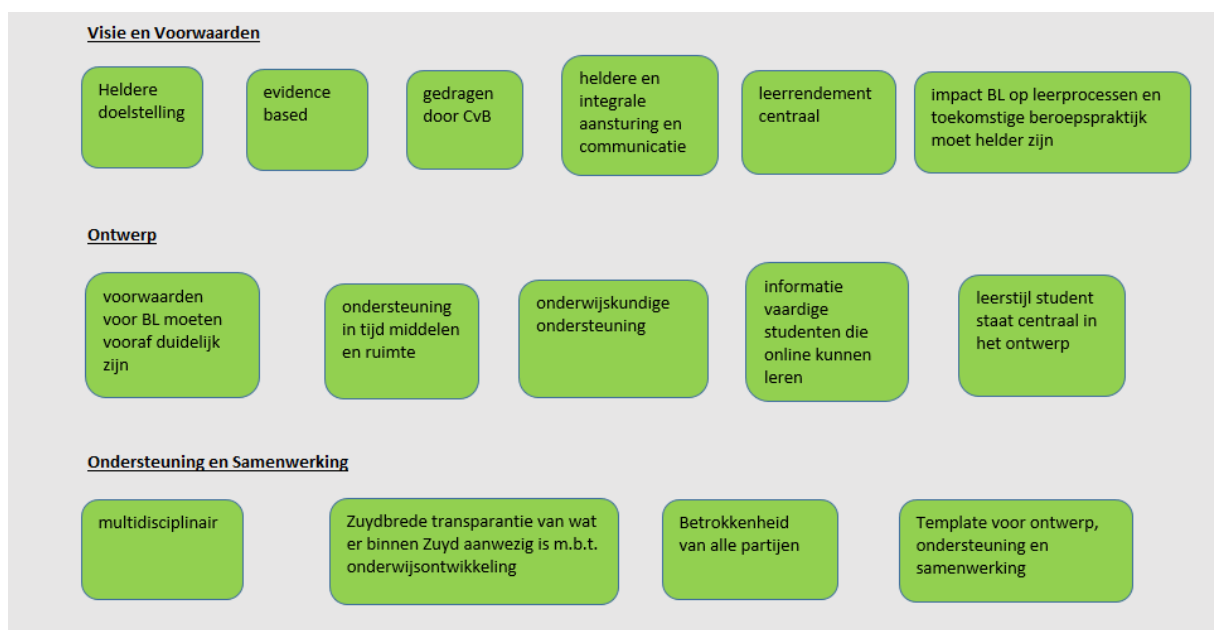 Visie en Voorwaarden
Heldere
doelstelling
evidence
based
gedragen
door CvB
heldere en
integrale
aansturing en
communicatie
leerrendement
centraal
impact BL op leerprocessen en
toekomstige beroepspraktijk
moet helder zijn
Ontwerp
voorwaarden
voor BL moeten
vooraf duidelijk
zijn
ondersteuning
in tijd middelen
en ruimte
onderwijskundige
ondersteuning
informatie
vaardige
studenten die
online kunnen
leren
leerstijl student
staat centraal in
het ontwerp
Ondersteuning en Samenwerking
multidisciplinair
Zuydbrede transparantie van wat
er binnen Zuyd aanwezig is m.b.t.
onderwijsontwikkeling
Betrokkenheid
van alle partijen
Template voor ontwerp,
ondersteuning en
samenwerking